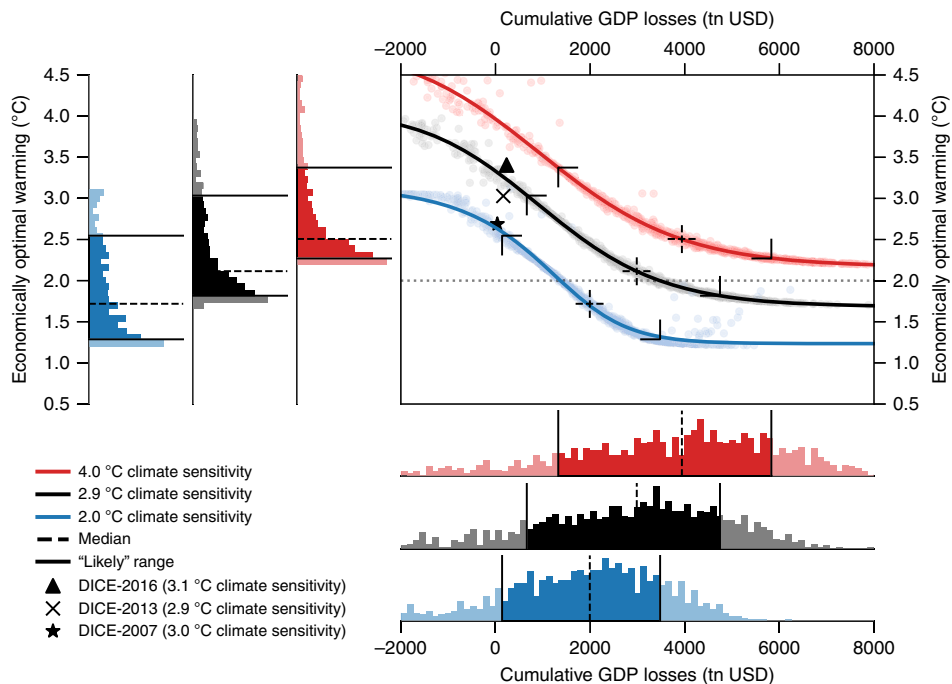 Cumulative GDP losses (tn USD)
−2000 0 2000 4000 6000 8000
Economically optimal warming (°C)
4.5
4.0
3.5
3.0
2.5
2.0
1.5
1.0
0.5
4.5
4.0
3.5
3.0
2.5
2.0
1.5
1.0
0.5
Economically optimal warming (°C)
4.0 °C climate sensitivity
2.9 °C climate sensitivity
2.0 °C climate sensitivity
Median
“Likely” range
DICE-2016 (3.1 °C climate sensitivity)
DICE-2013 (2.9 °C climate sensitivity)
DICE-2007 (3.0 °C climate sensitivity)
−2000 0 2000 4000 6000 8000
Cumulative GDP losses (tn USD)